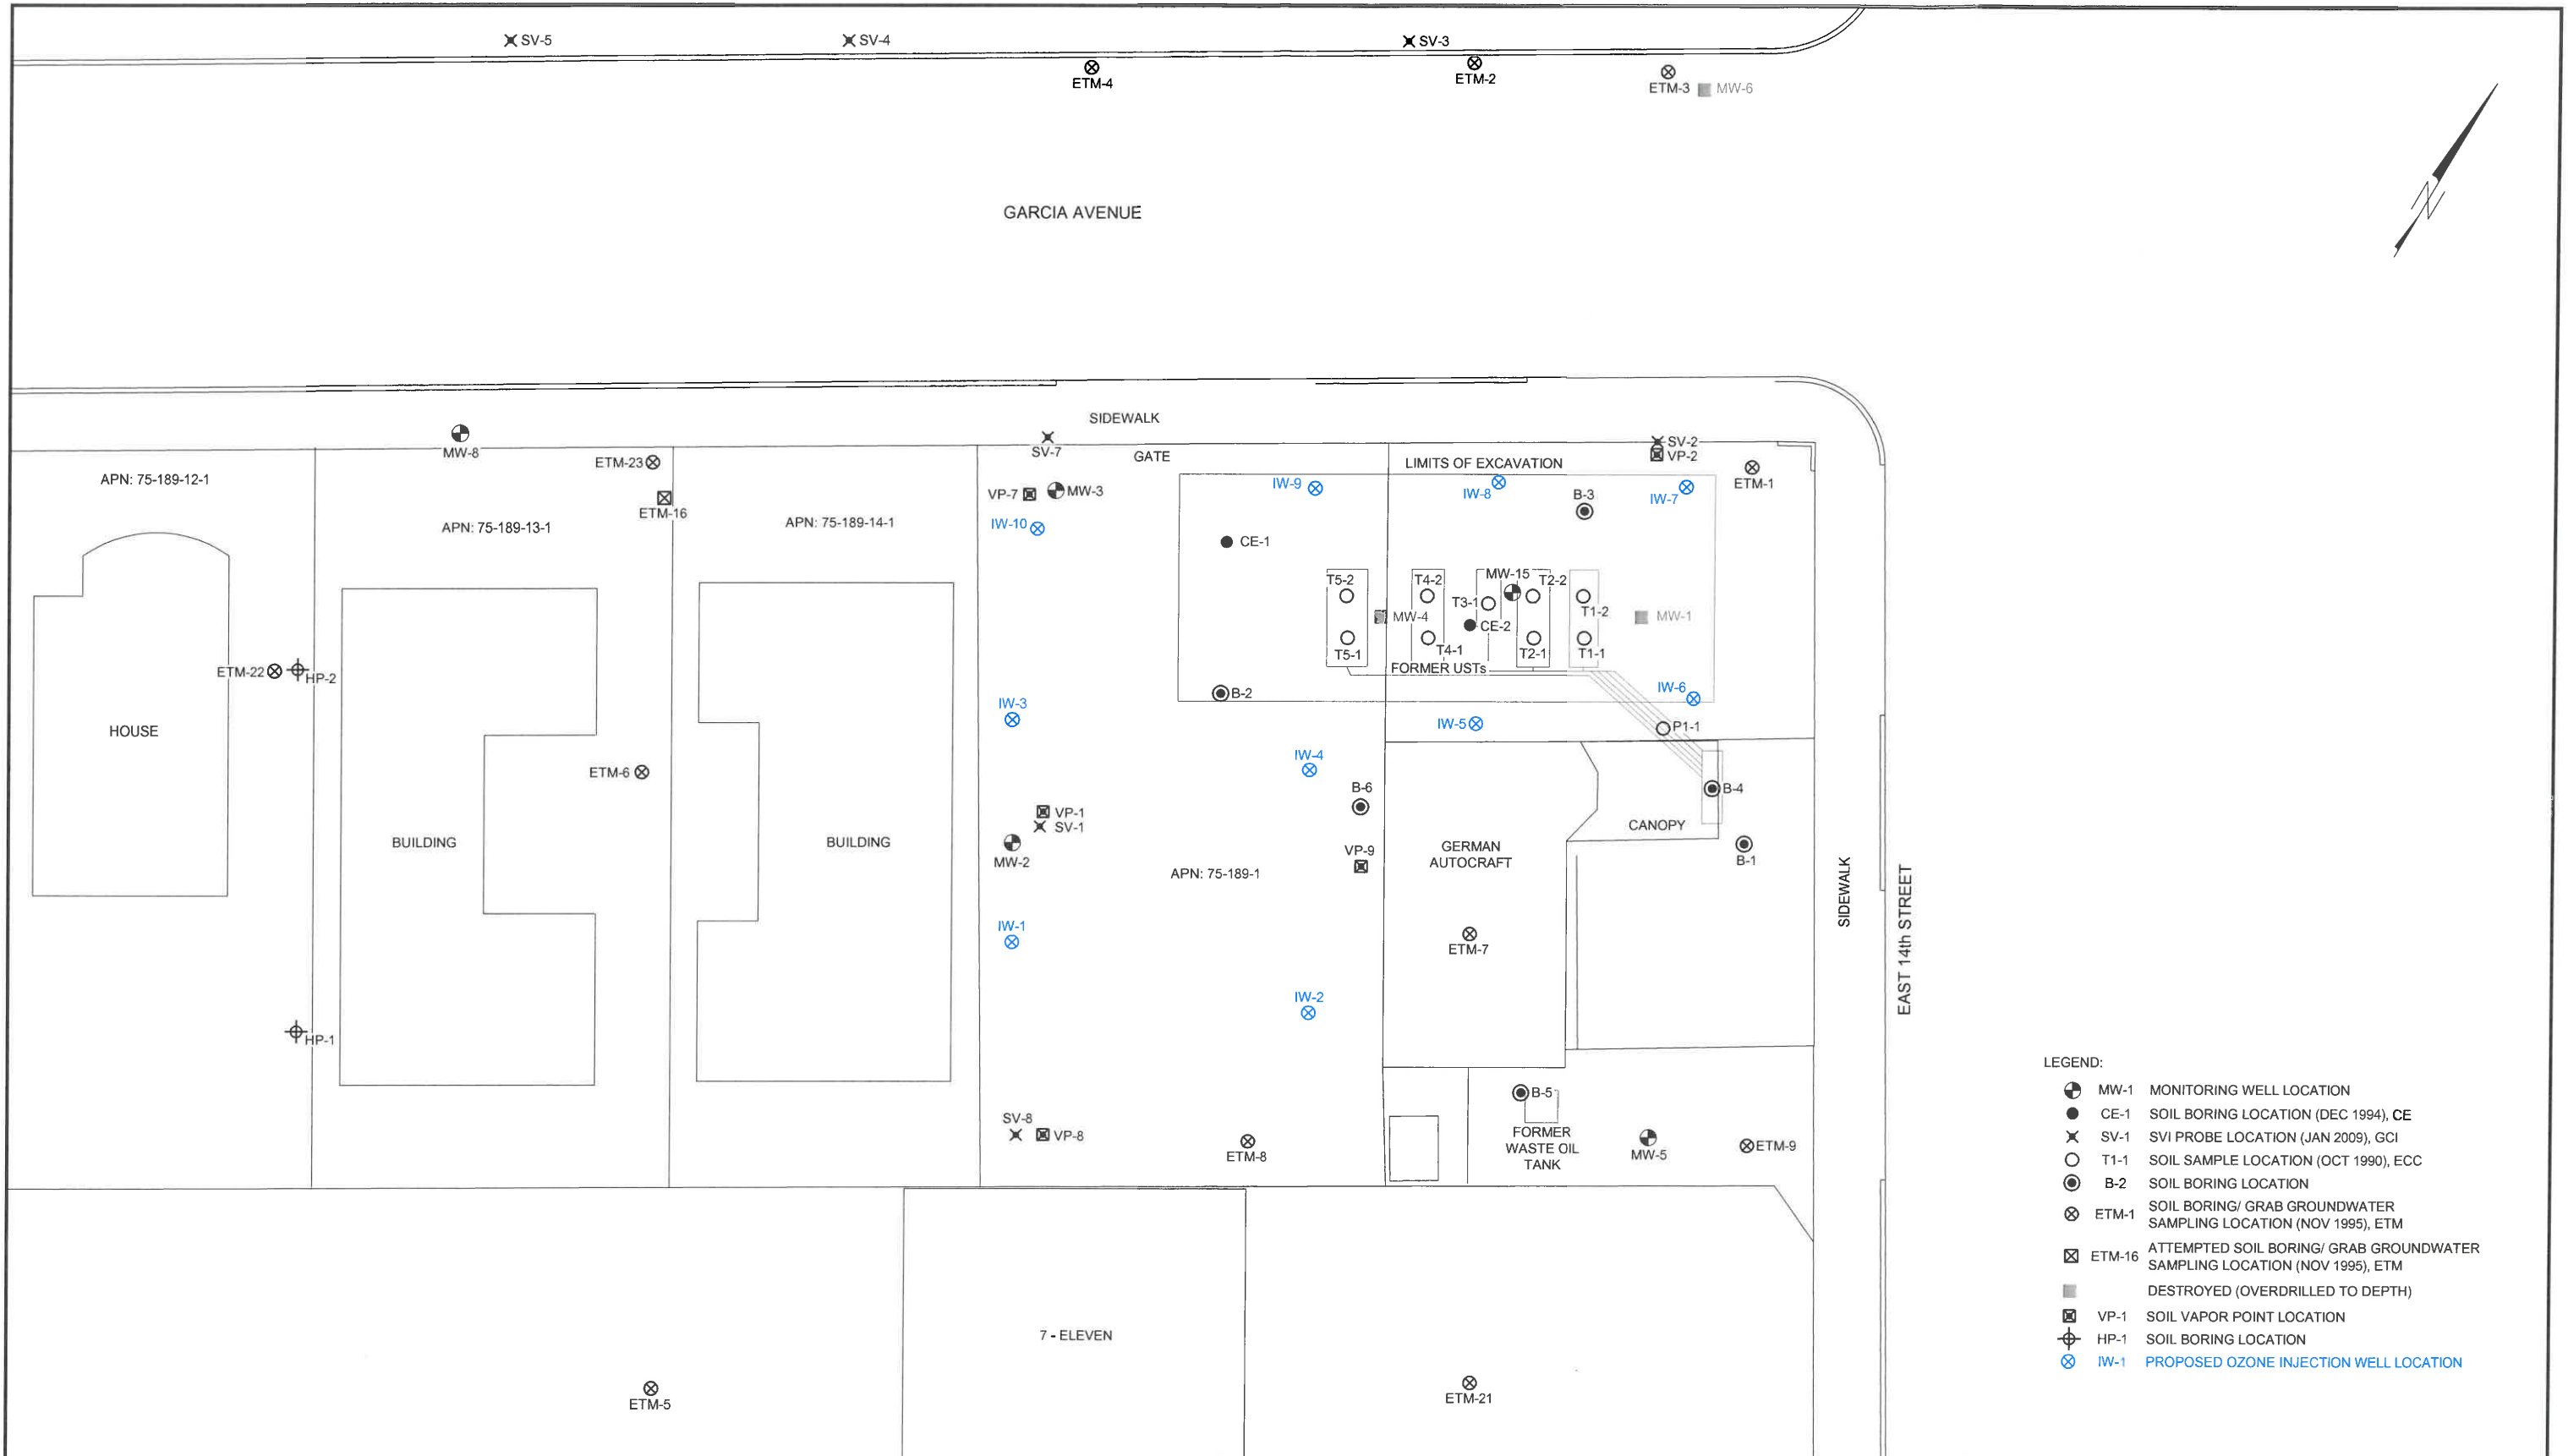 SV-5
SV-4
SV-3
ETM-4
ETM-2
ETM-3
MW-6
GARCIA AVENUE
N
SIDEWALK
MW-8
ETM-23
SV-7
GATE
LIMITS OF EXCAVATION
SV-2
VP-2
APN: 75-189-12-1
ETM-16
APN: 75-189-13-1
APN: 75-189-14-1
VP-7
MW-3
IW-10
IW-9
IW-8
B-3
IW-7
ETM-1
CE-1
T5-2
T4-2
MW-15
T2-2
T3-1
T1-2
MW-4
CE-2
MW-1
T5-1
T4-1
T2-1
T1-1
FORMER USTs
ETM-22
HP-2
B-2
IW-6
IW-3
IW-5
P1-1
HOUSE
ETM-6
IW-4
B-6
B-4
VP-1
SV-1
CANOPY
BUILDING
BUILDING
MW-2
VP-9
GERMAN
AUTOCRAFT
B-1
APN: 75-189-1
SIDEWALK
EAST 14th STREET
IW-1
ETM-7
IW-2
HP-1
B-5
SV-8
VP-8
ETM-8
FORMER
WASTE OIL
TANK
MW-5
ETM-9
7 - ELEVEN
ETM-5
ETM-21
LEGEND:
MW-1 MONITORING WELL LOCATION
CE-1 SOIL BORING LOCATION (DEC 1994), CE
SV-1 SVI PROBE LOCATION (JAN 2009), GCI
T1-1 SOIL SAMPLE LOCATION (OCT 1990), ECC
B-2 SOIL BORING LOCATION
ETM-1 SOIL BORING/ GRAB GROUNDWATER
SAMPLING LOCATION (NOV 1995), ETM
ETM-16 ATTEMPTED SOIL BORING/ GRAB GROUNDWATER
SAMPLING LOCATION (NOV 1995), ETM
DESTROYED (OVERDRILLED TO DEPTH)
VP-1 SOIL VAPOR POINT LOCATION
HP-1 SOIL BORING LOCATION
IW-1 PROPOSED OZONE INJECTION WELL LOCATION